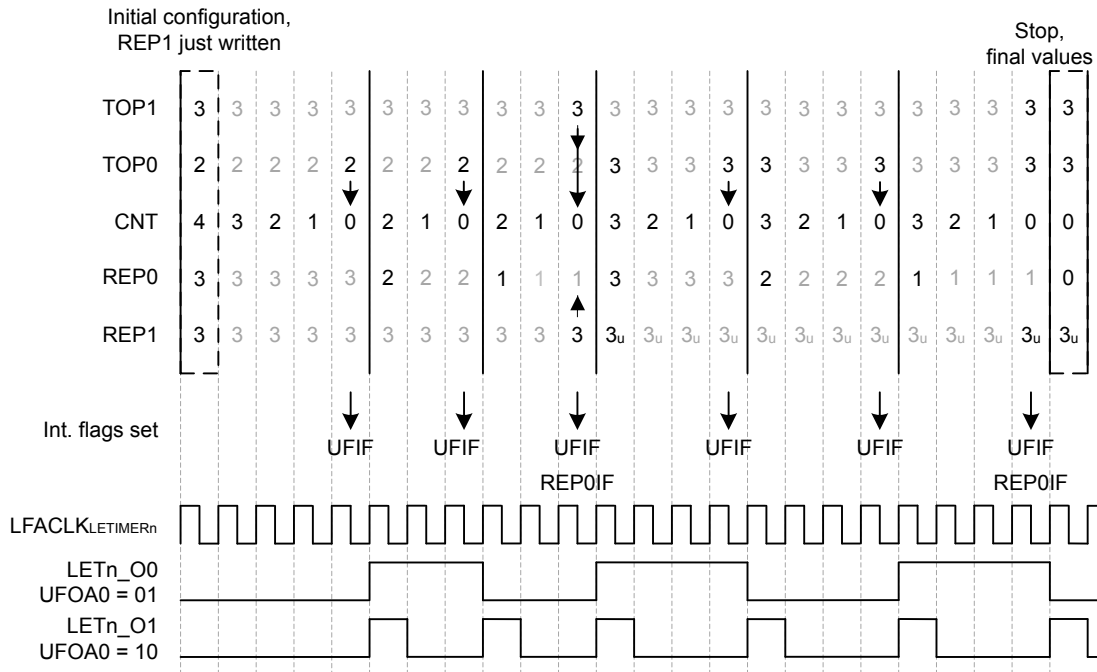 Initial configuration,
REP1 just written
Stop,
final values
TOP1 3 3 3 3 3 3 3 3 3 3 3 3 3 3 3 3 3 3 3 3 3 3 3 3
TOP0 2 2 2 2 2 2 2 2 2 2 2 3 3 3 3 3 3 3 3 3 3 3 3 3
CNT 4 3 2 1 0 2 1 0 2 1 0 3 2 1 0 3 2 1 0 3 2 1 0 0
REP0 3 3 3 3 3 2 2 2 1 1 1 3 3 3 3 2 2 2 2 1 1 1 1 0
REP1 3 3 3 3 3 3 3 3 3 3 3 3u 3u 3u 3u 3u 3u 3u 3u 3u 3u 3u 3u 3u
Int. flags set
UFIF UFIF UFIF UFIF UFIF UFIF
REP0IF REP0IF
LFACLKLETIMERn
LETn_O0
UFOA0 = 01
LETn_O1
UFOA0 = 10